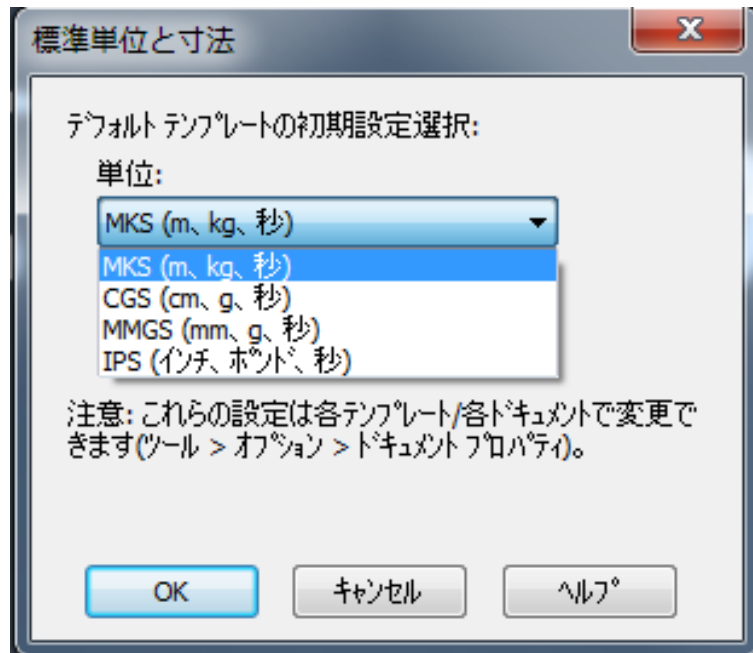 標準単位と寸法
デフォルト テンプレートの初期設定選択:
単位:
MKS (m、kg、秒)
MKS (m、kg、秒)
CGS (cm、g、秒)
MMGS (mm、g、秒)
IPS (インチ、ポンド、秒)
注意: これらの設定は各テンプレート/各ドキュメントで変更で
きます(ツール > オプション > ドキュメント プロパティ)。
OK
キャンセル
ヘルプ